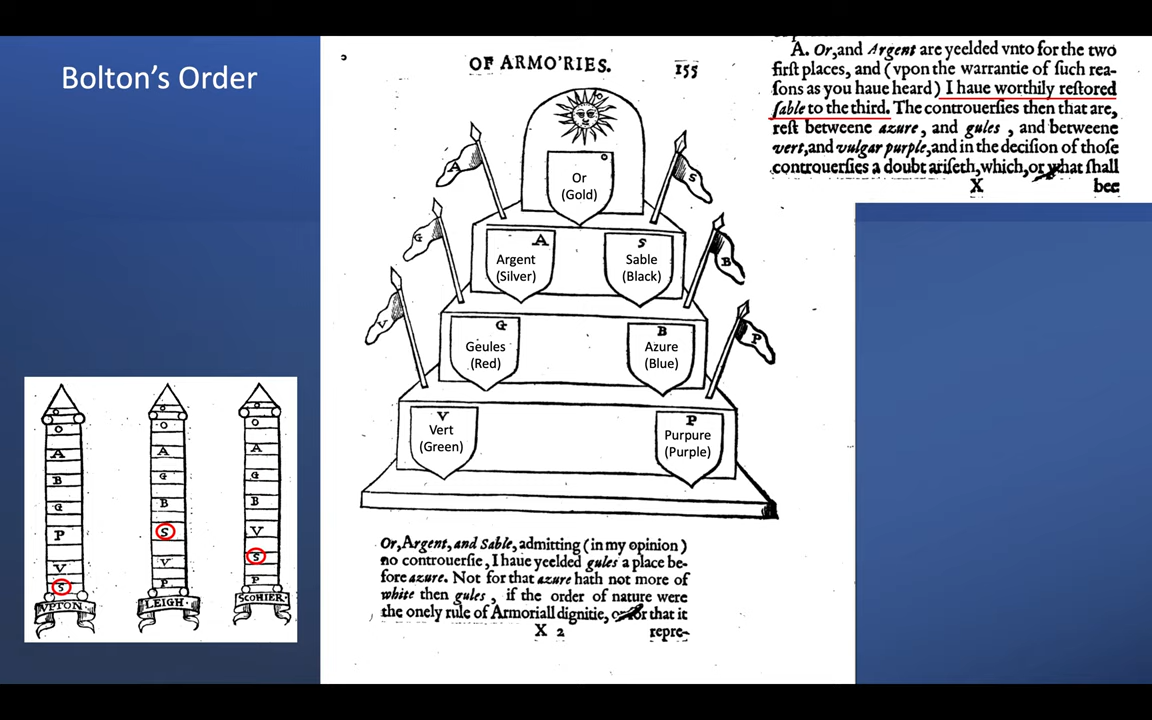 Bolton’s Order
OF ARMO'RIES. 155
A
S
Or
(Gold)
G
A
Argent
(Silver)
S
Sable
(Black)
B
V
G
Geules
(Red)
B
Azure
(Blue)
P
V
Vert
(Green)
P
Purpure
(Purple)
Or, Argent, and Sable, admitting (in my opinion)
no controuersie, I haue yeelded gules a place be-
fore azure. Not for that azure hath not more of
white then gules, if the order of nature were
the onely rule of Armoriall dignitie, or for that it
X 2 repre-
A. Or, and Argent are yeelded vnto for the two
firſt places, and (vpon the warrantie of ſuch rea-
ſons as you haue heard) I haue worthily reſtored
ſable to the third. The controuerſies then that are,
reſt betweene azure, and gules, and betweene
vert, and vulgar purple, and in the deciſion of thoſe
controuerſies a doubt ariſeth, which, or what ſhall
X bee
O
O
A
B
G
P
V
S
VPTON
O
O
A
G
B
S
V
P
LEIGH
O
O
A
G
B
V
S
P
SCOHIER